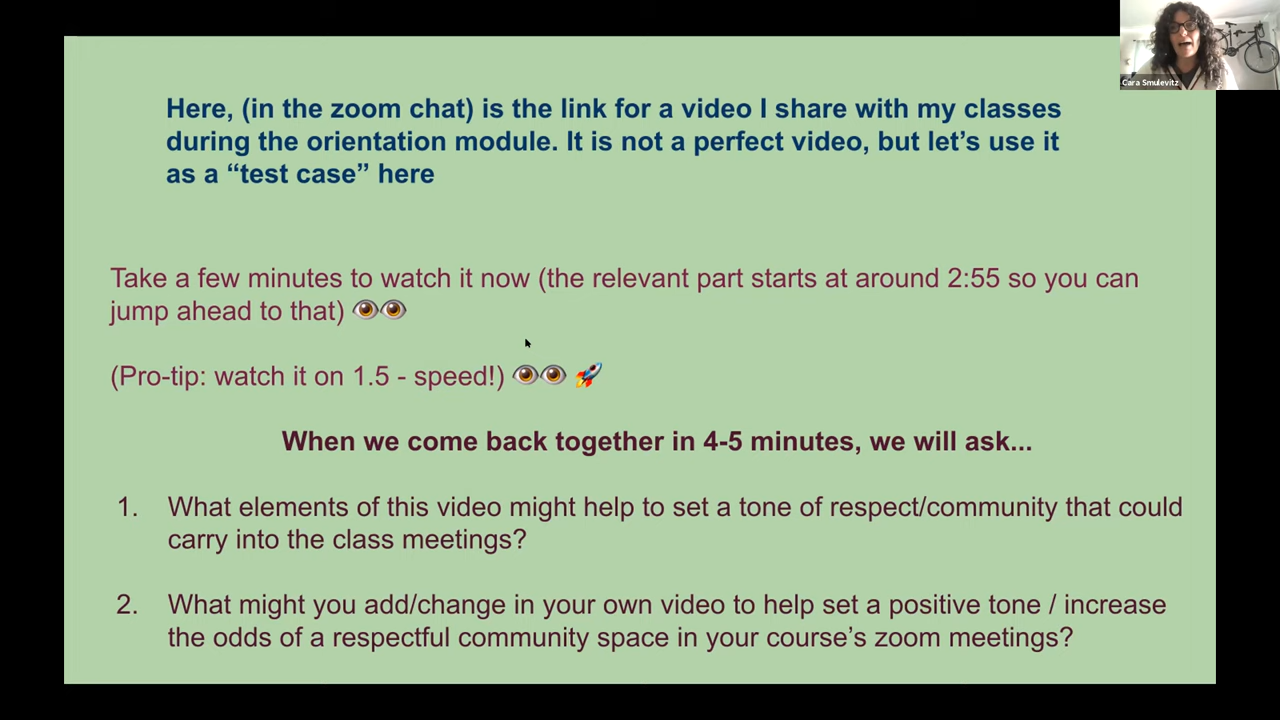 Cara Smulevitz
Here, (in the zoom chat) is the link for a video I share with my classes
during the orientation module. It is not a perfect video, but let’s use it
as a “test case” here
Take a few minutes to watch it now (the relevant part starts at around 2:55 so you can
jump ahead to that) 👁️👁️
(Pro-tip: watch it on 1.5 - speed!) 👁️👁️ 🚀
When we come back together in 4-5 minutes, we will ask...
1. What elements of this video might help to set a tone of respect/community that could
carry into the class meetings?
2. What might you add/change in your own video to help set a positive tone / increase
the odds of a respectful community space in your course’s zoom meetings?